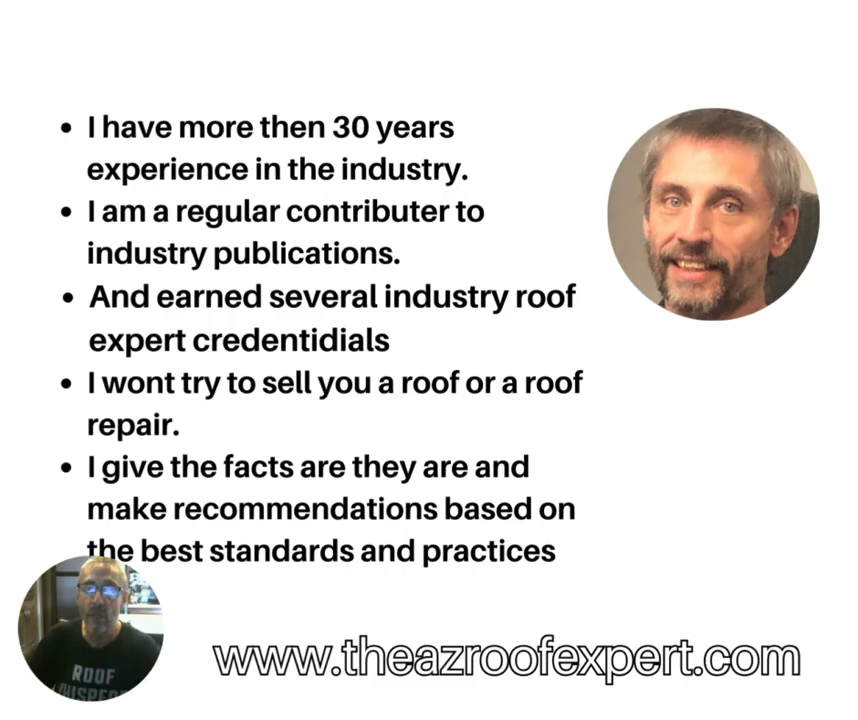 • I have more then 30 years
experience in the industry.
• I am a regular contributer to
industry publications.
• And earned several industry roof
expert credentidials
• I wont try to sell you a roof or a roof
repair.
• I give the facts are they are and
make recommendations based on
the best standards and practices
ROOF
www.theazroofexpert.com